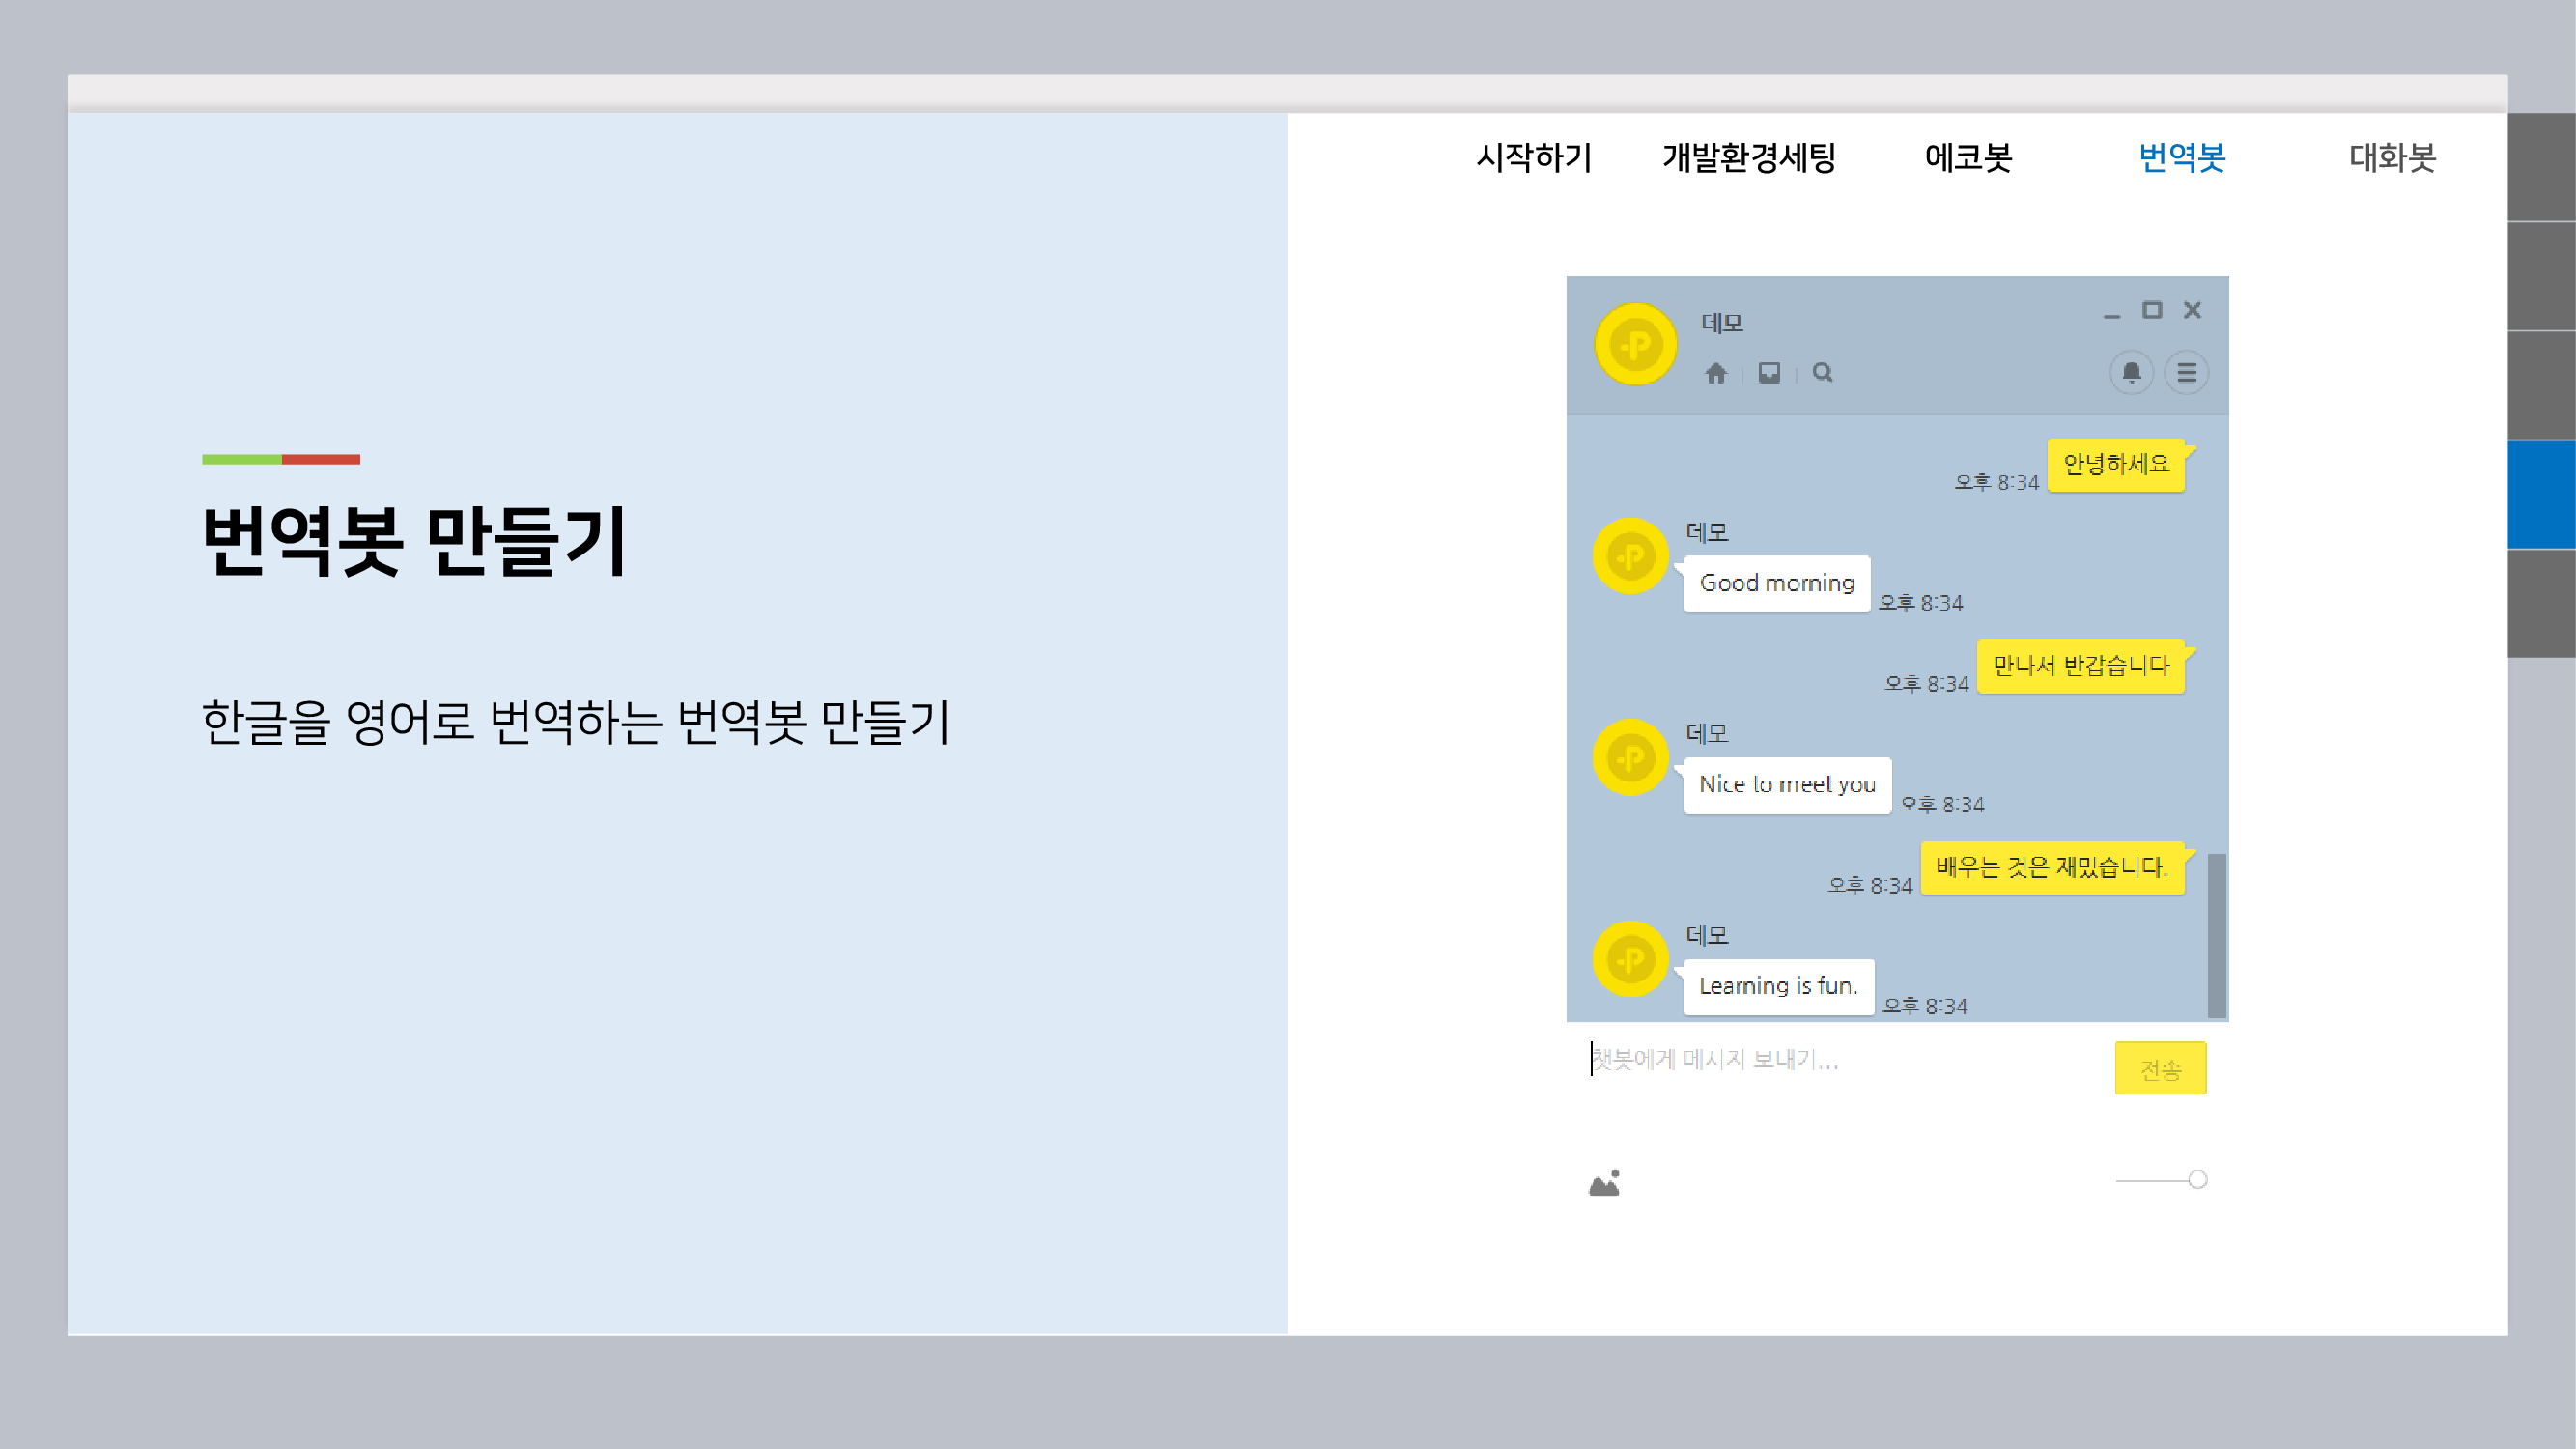 시작하기 개발환경세팅 에코봇 번역봇 대화봇
번역봇 만들기
한글을 영어로 번역하는 번역봇 만들기
데모
안녕하세요
오후 8:34
데모
Good morning
오후 8:34
만나서 반갑습니다
오후 8:34
데모
Nice to meet you
오후 8:34
배우는 것은 재밌습니다.
오후 8:34
데모
Learning is fun.
오후 8:34
챗봇에게 메시지 보내기...
전송